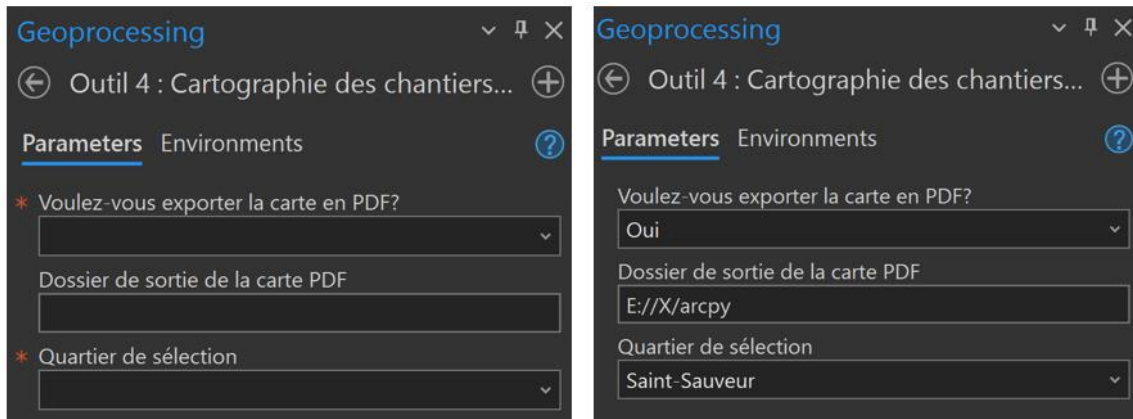 Geoprocessing
Outil 4 : Cartographie des chantiers...
Parameters Environments
?
* Voulez-vous exporter la carte en PDF?
Dossier de sortie de la carte PDF
* Quartier de sélection
Geoprocessing
Outil 4 : Cartographie des chantiers...
Parameters Environments
?
Voulez-vous exporter la carte en PDF?
Oui
Dossier de sortie de la carte PDF
E://X/arcpy
Quartier de sélection
Saint-Sauveur